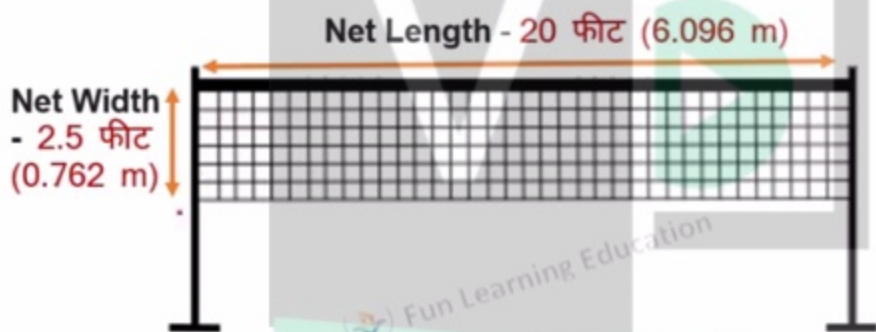 Net Length - 20 फीट (6.096 m)
Net Width
- 2.5 फीट
(0.762 m)
Fun Learning Education